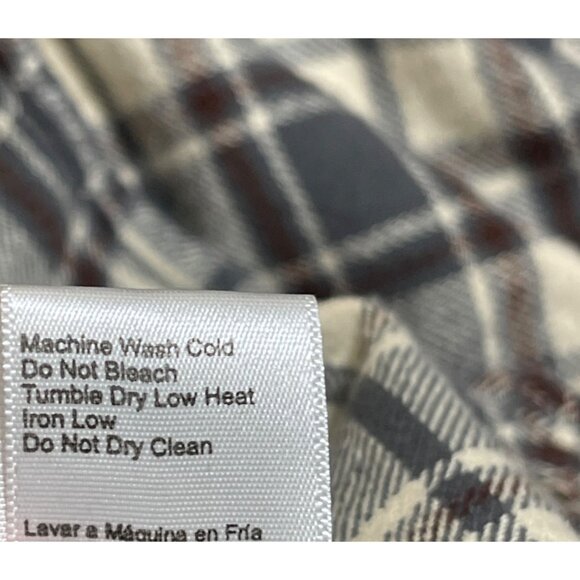 Machine Wash Cold
Do Not Bleach
Tumble Dry Low Heat
Iron Low
Do Not Dry Clean
Lavar a Máquina en Fría